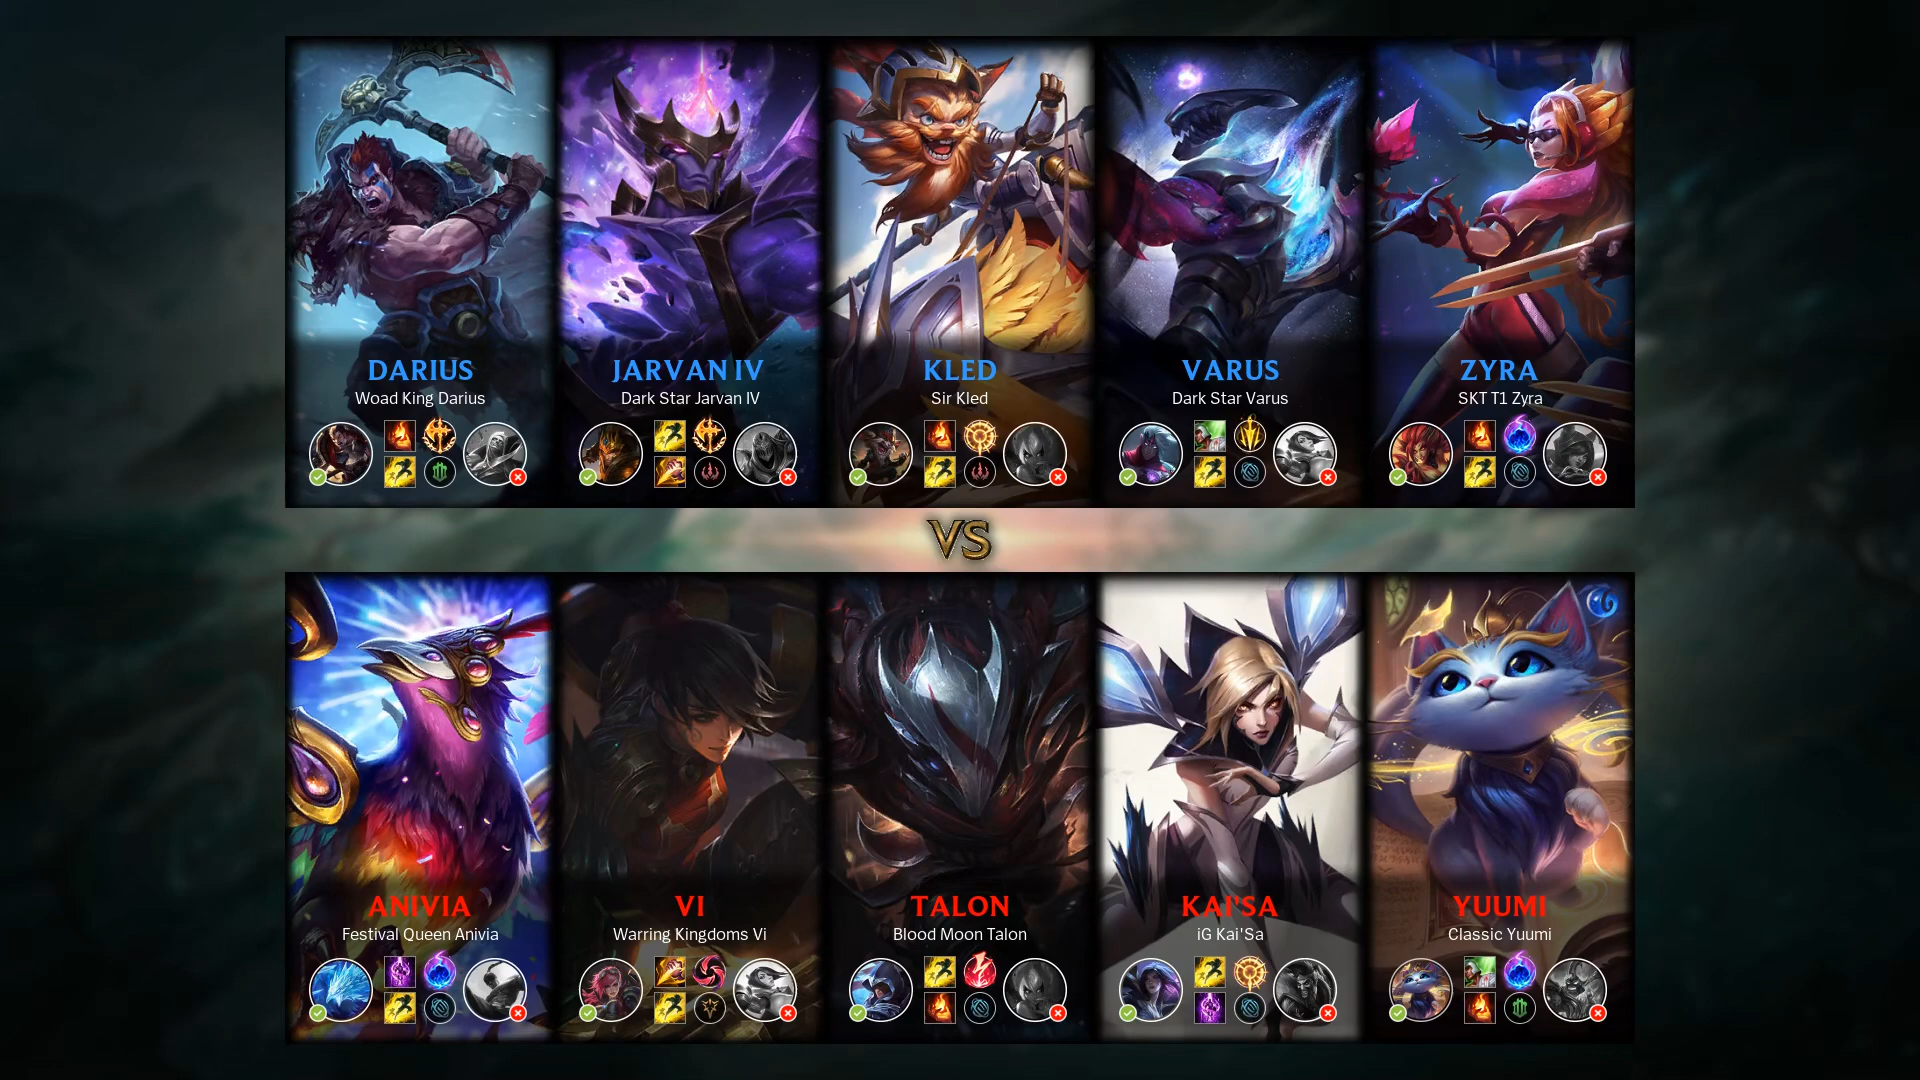 DARIUS
Woad King Darius
JARVAN IV
Dark Star Jarvan IV
KLED
Sir Kled
VARUS
Dark Star Varus
ZYRA
SKT T1 Zyra
VS
ANIVIA
Festival Queen Anivia
VI
Warring Kingdoms Vi
TALON
Blood Moon Talon
KAI'SA
iG Kai'Sa
YUUMI
Classic Yuumi